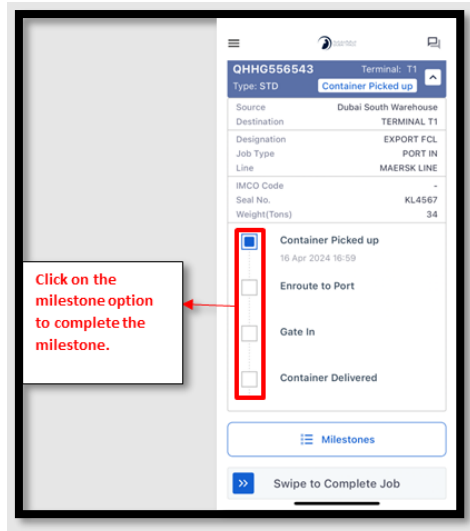 QHHG556543 Terminal: T1
Type: STD Container Picked up
Source Dubai South Warehouse
Destination TERMINAL T1
Designation EXPORT FCL
Job Type PORT IN
Line MAERSK LINE
IMCO Code -
Seal No. KL4567
Weight(Tons) 34
Container Picked up
16 Apr 2024 16:59
Enroute to Port
Click on the
milestone option
to complete the
milestone.
Gate In
Container Delivered
Milestones
Swipe to Complete Job